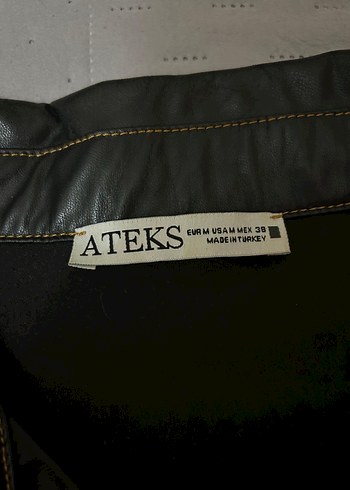 ATEKS
EUR M USA M MEX 38
MADE IN TURKEY